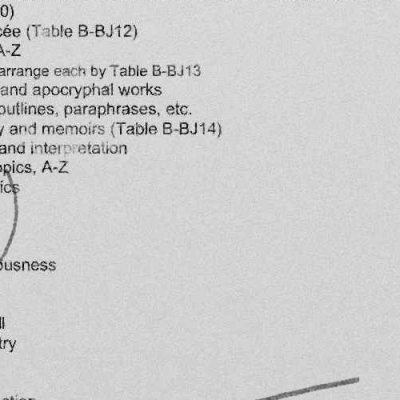 0)
cée (Table B-BJ12)
A-Z
arrange each by Table B-BJ13
and apocryphal works
outlines, paraphrases, etc.
y and memoirs (Table B-BJ14)
and interpretation
opics, A-Z
ics
ousness
ll
try